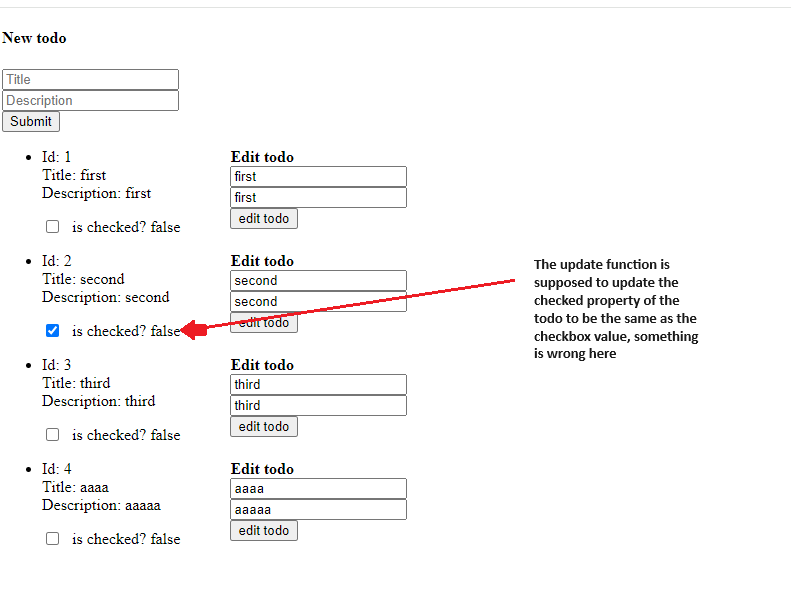 New todo
Title
Description
Submit
Id: 1
Title: first
Description: first
is checked? false
Edit todo
first
first
edit todo
Id: 2
Title: second
Description: second
is checked? false
Edit todo
second
second
edit todo
The update function is
supposed to update the
checked property of the
todo to be the same as the
checkbox value, something
is wrong here
Id: 3
Title: third
Description: third
is checked? false
Edit todo
third
third
edit todo
Id: 4
Title: aaaa
Description: aaaaa
is checked? false
Edit todo
aaaa
aaaaa
edit todo